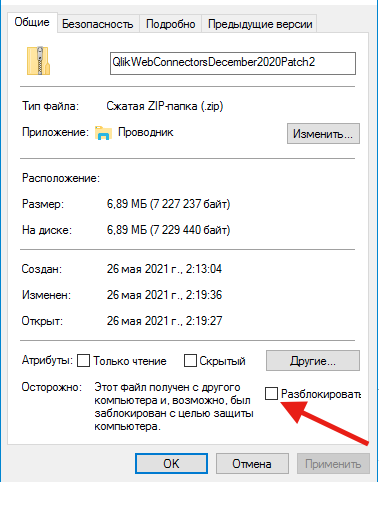 Общие Безопасность Подробно Предыдущие версии
QlikWebConnectorsDecember2020Patch2
Тип файла: Сжатая ZIP-папка (.zip)
Приложение: Проводник Изменить...
Расположение:
Размер: 6,89 МБ (7 227 237 байт)
На диске: 6,89 МБ (7 229 440 байт)
Создан: 26 мая 2021 г., 2:13:04
Изменен: 26 мая 2021 г., 2:19:36
Открыт: 26 мая 2021 г., 2:19:27
Атрибуты: Только чтение Скрытый Другие...
Осторожно: Этот файл получен с другого Разблокировать
компьютера и, возможно, был
заблокирован с целью защиты
компьютера.
OK Отмена Применить